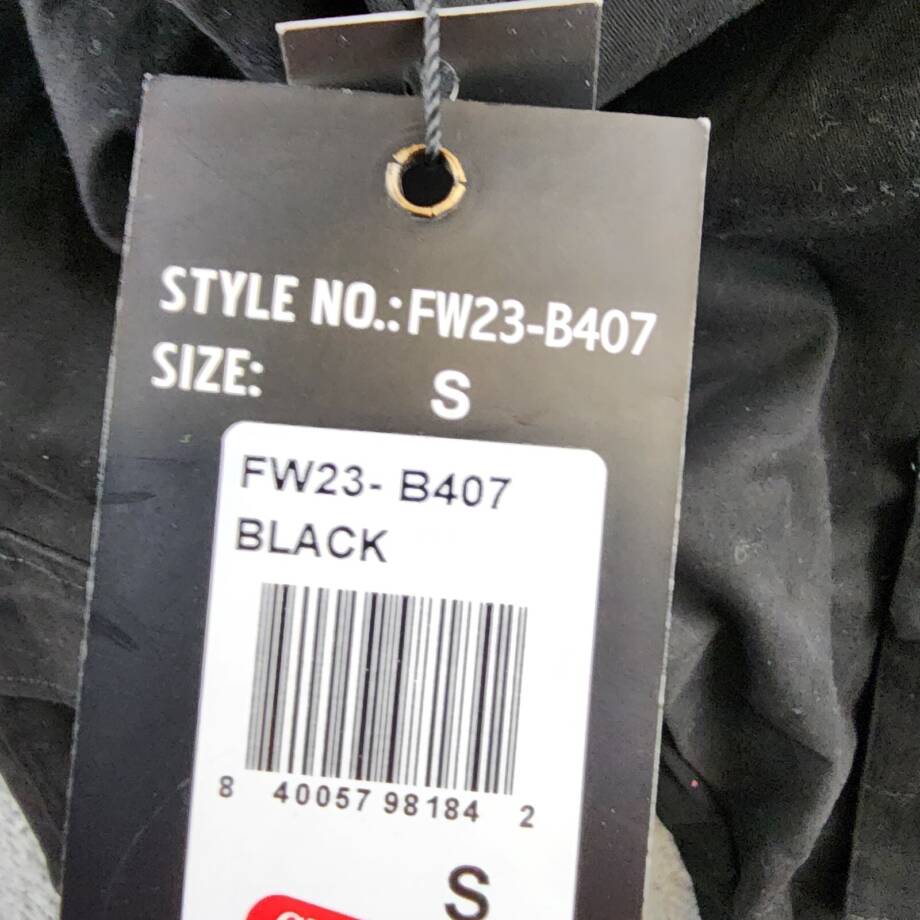 STYLE NO.: FW23-B407
SIZE: S
FW23- B407
BLACK
8 40057 98184 2
S